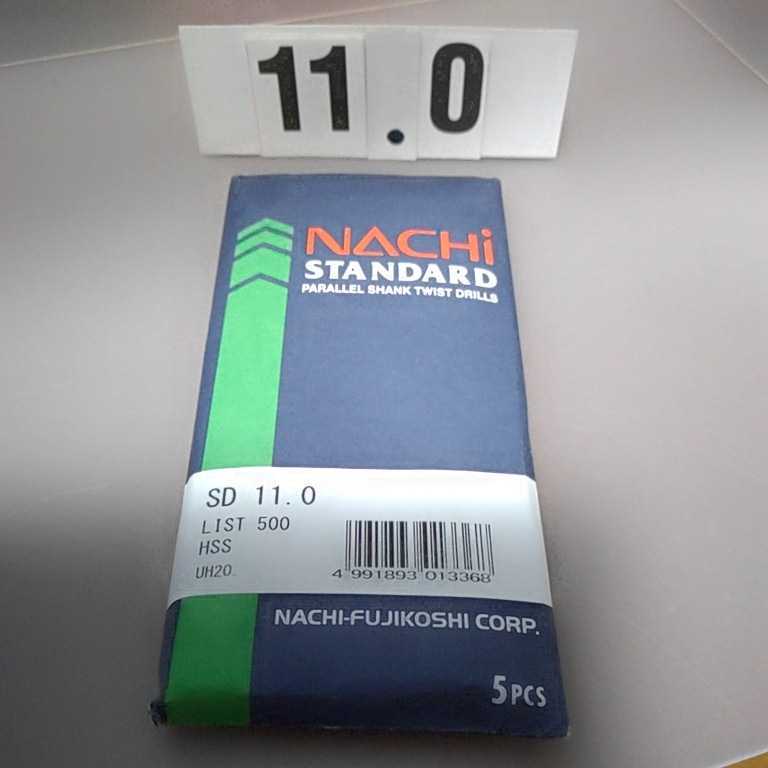 11.0
NACHi
STANDARD
PARALLEL SHANK TWIST DRILLS
SD 11.0
LIST 500
HSS
UH20.
4 991893 013368
NACHI-FUJIKOSHI CORP.
5PCS